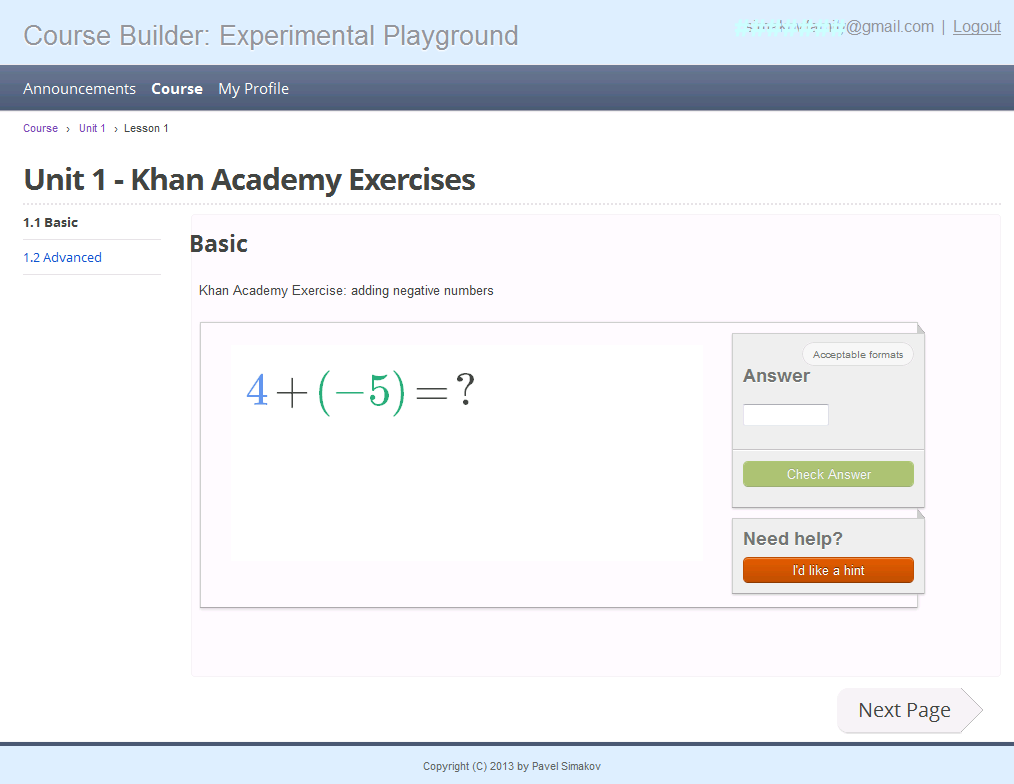 Course Builder: Experimental Playground
@gmail.com | Logout
Announcements Course My Profile
Course › Unit 1 › Lesson 1
Unit 1 - Khan Academy Exercises
1.1 Basic
1.2 Advanced
Basic
Khan Academy Exercise: adding negative numbers
4 + (−5) = ?
Acceptable formats
Answer
Check Answer
Need help?
I'd like a hint
Next Page
Copyright (C) 2013 by Pavel Simakov